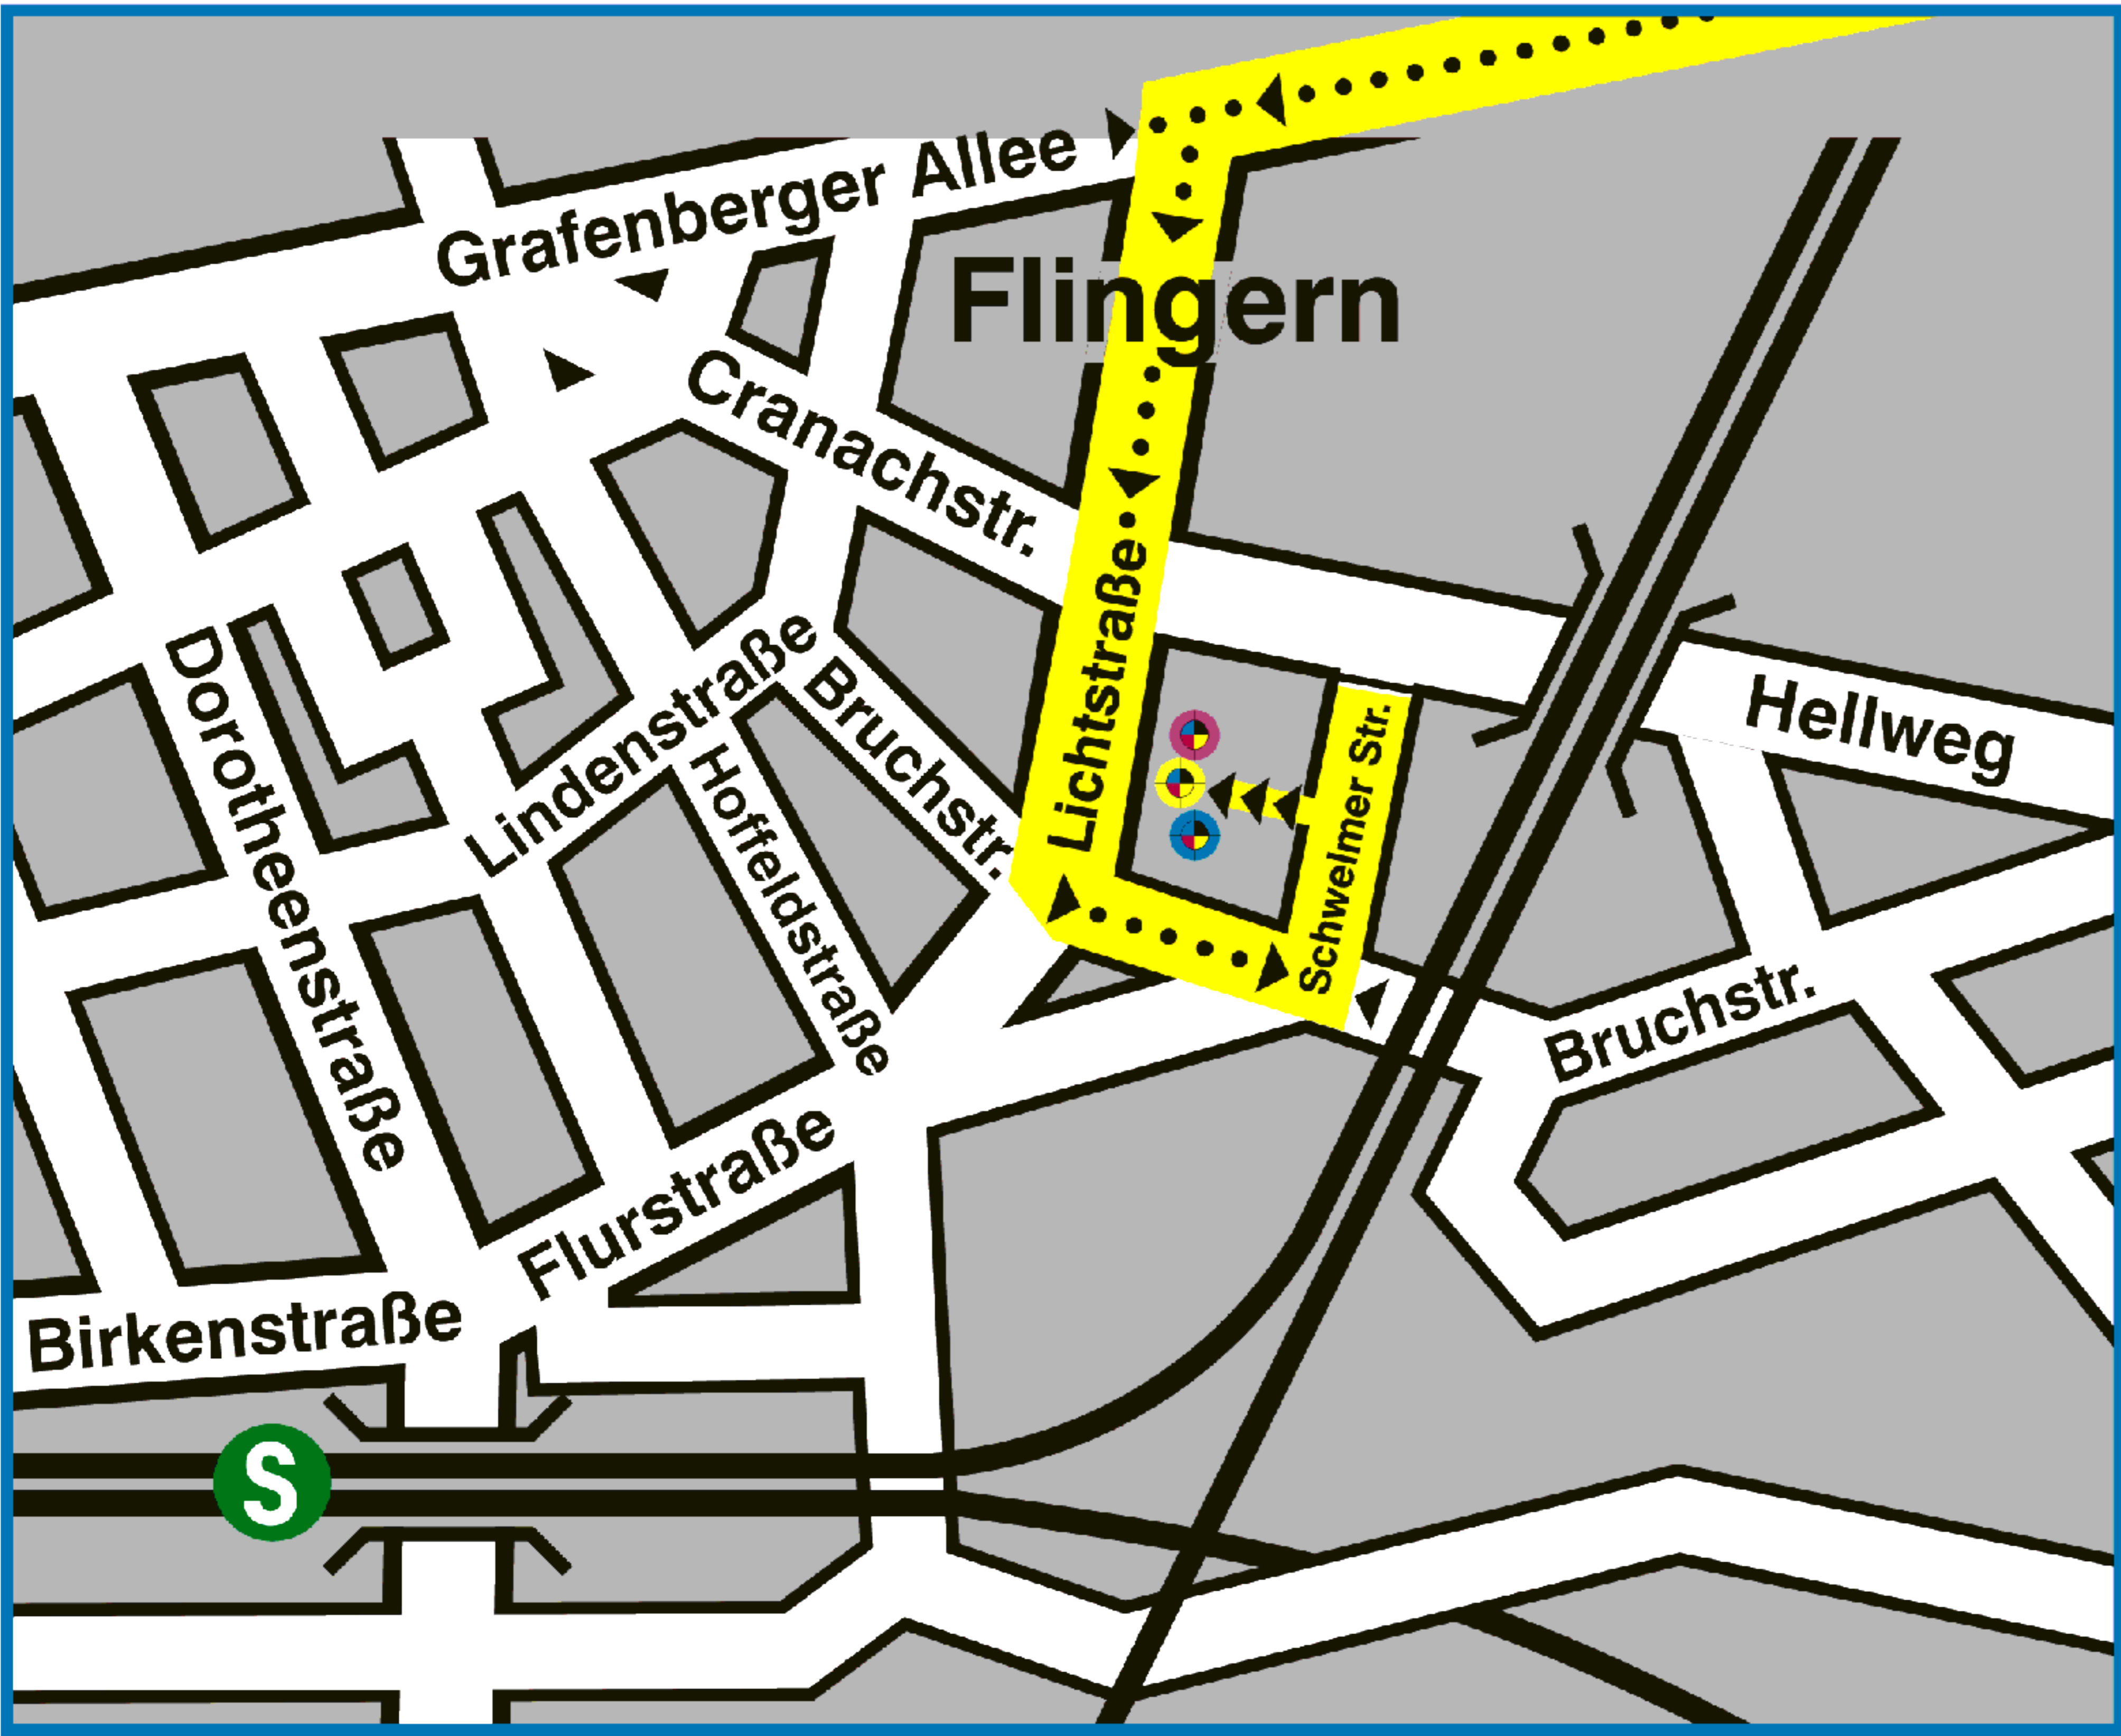 Grafenberger Allee
Flingern
Cranachstr.
Lichtstraße
Hellweg
Lindenstraße
Bruchstr.
Hoffeldstraße
Dorotheenstraße
Schwelmer Str.
Bruchstr.
Flurstraße
Birkenstraße
S